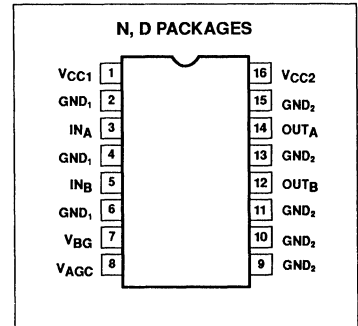 N, D PACKAGES
VCC1 1 16 VCC2
GND1 2 15 GND2
INA 3 14 OUTA
GND1 4 13 GND2
INB 5 12 OUTB
GND1 6 11 GND2
VBG 7 10 GND2
VAGC 8 9 GND2